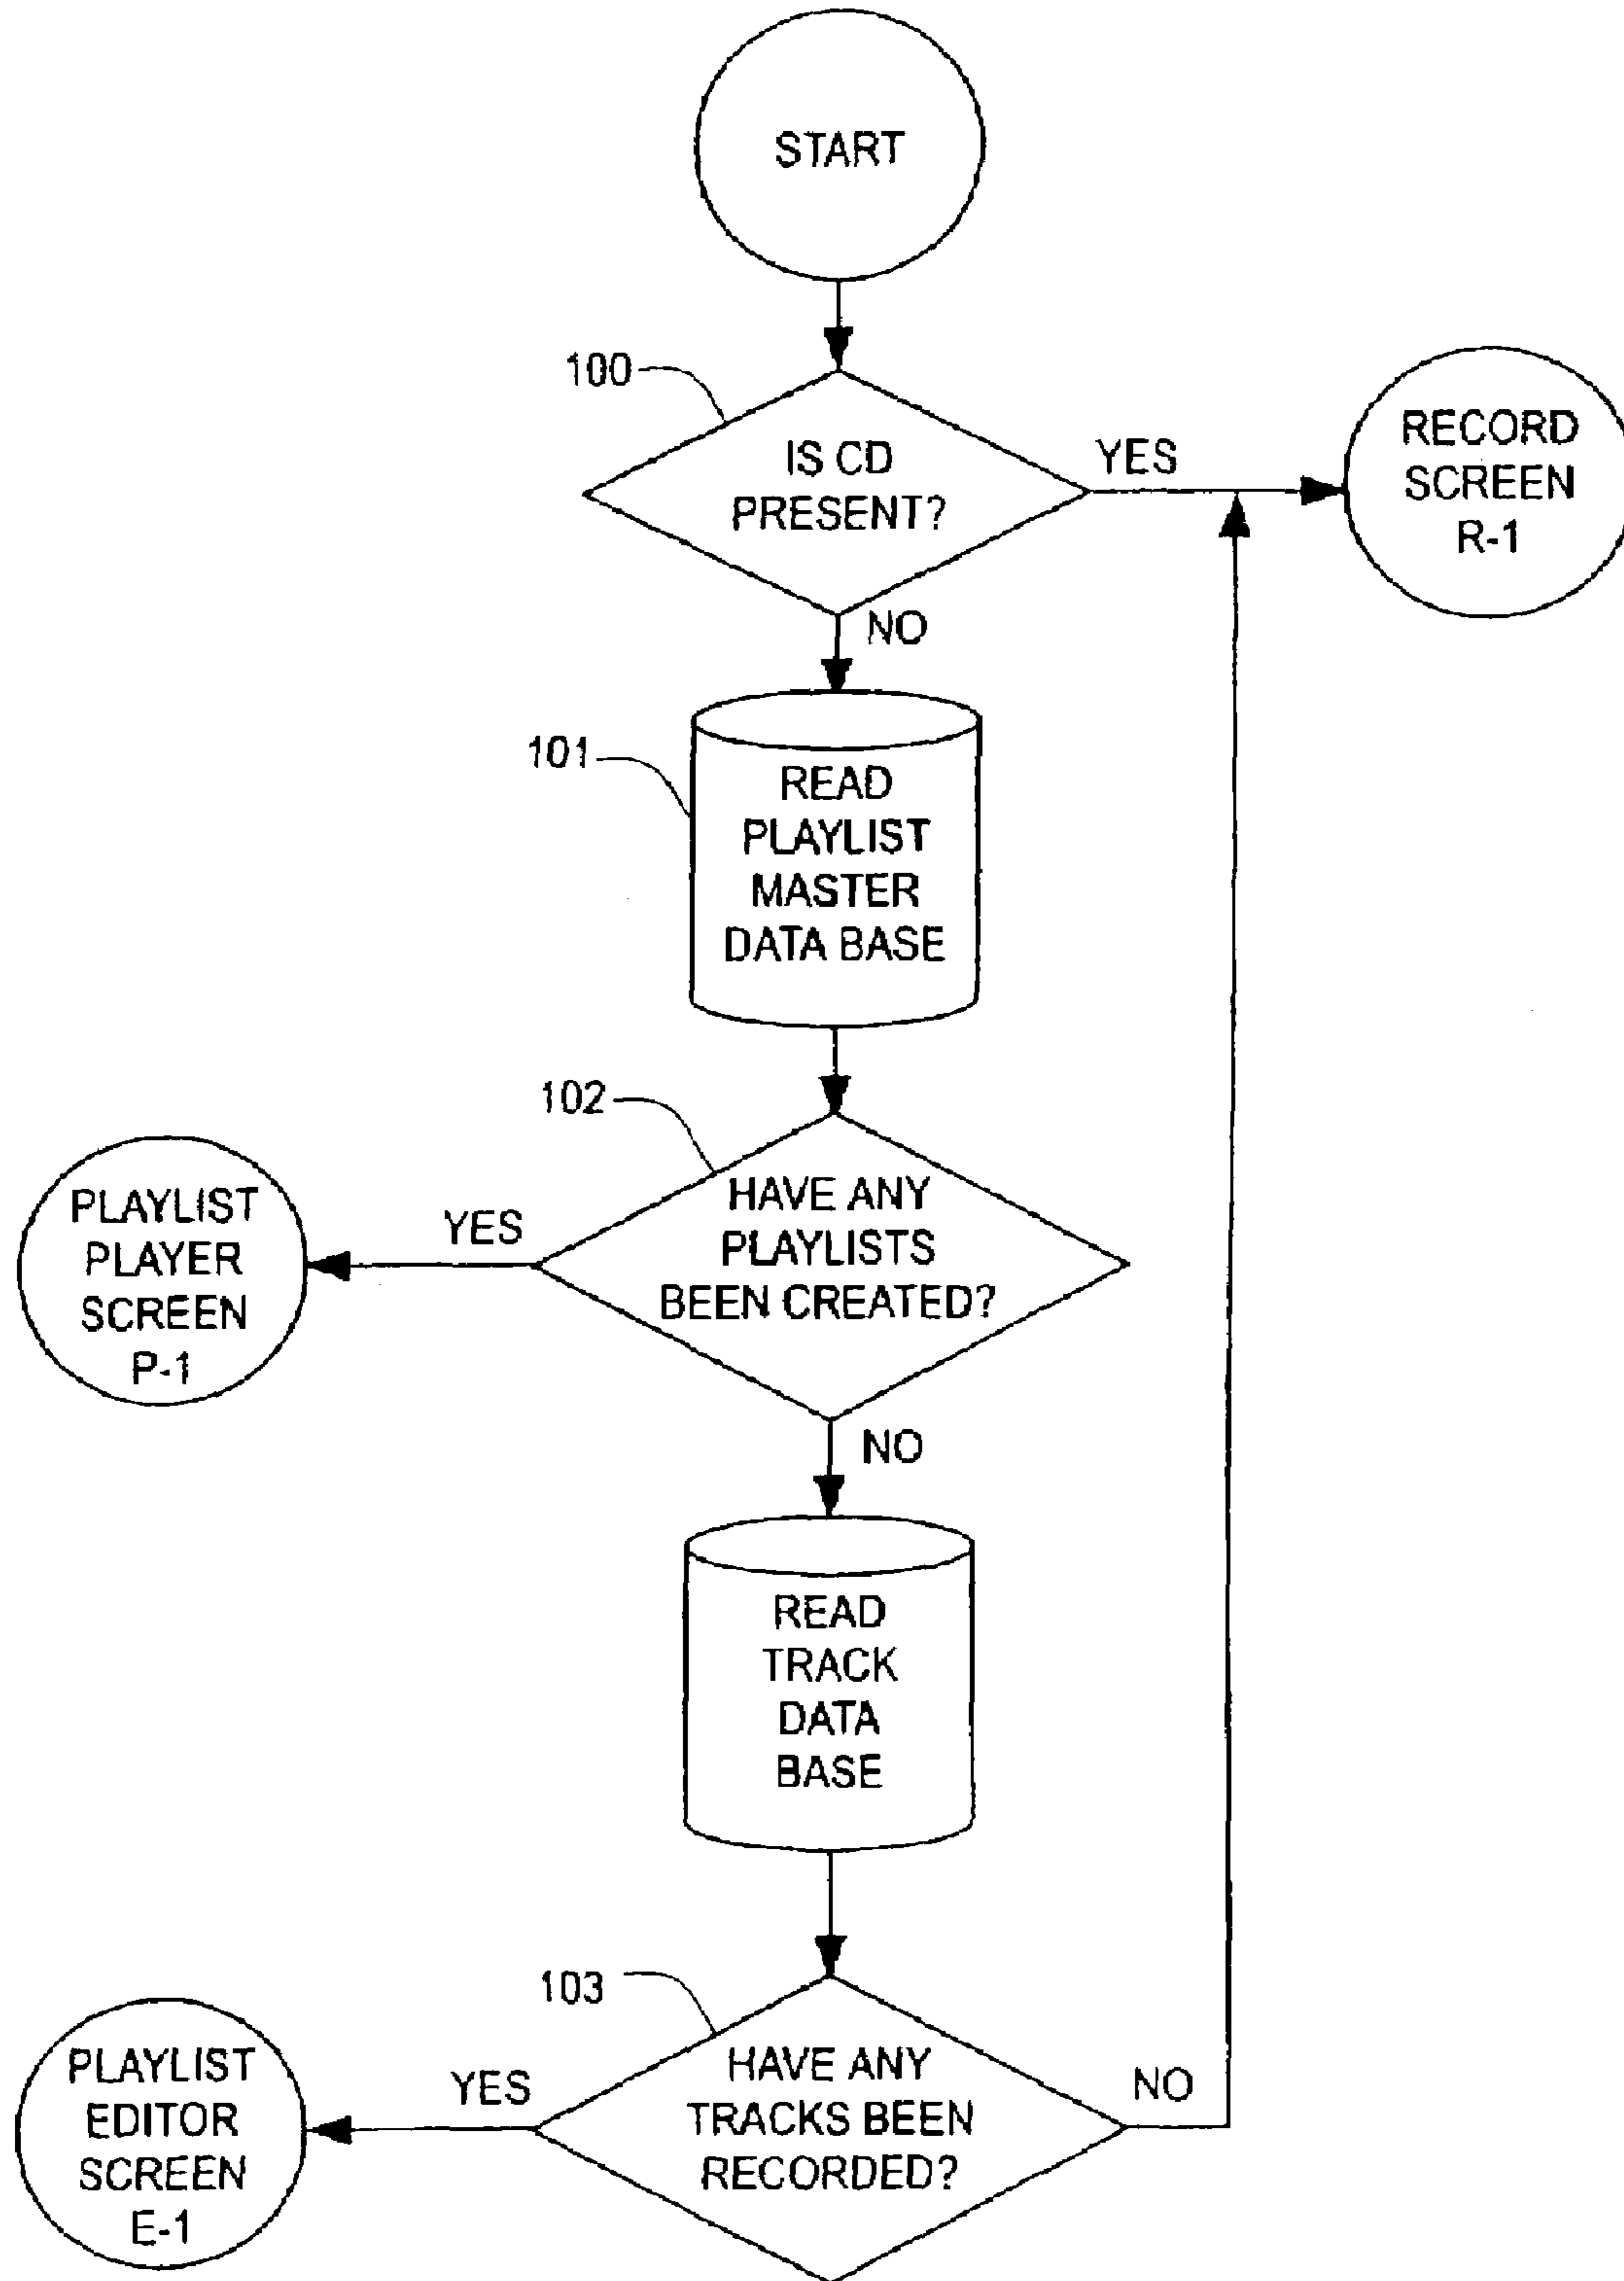 START
100
IS CD
PRESENT?
YES
RECORD
SCREEN
R-1
NO
101
READ
PLAYLIST
MASTER
DATA BASE
102
HAVE ANY
PLAYLISTS
BEEN CREATED?
YES
PLAYLIST
PLAYER
SCREEN
P-1
NO
READ
TRACK
DATA
BASE
103
HAVE ANY
TRACKS BEEN
RECORDED?
YES
NO
PLAYLIST
EDITOR
SCREEN
E-1